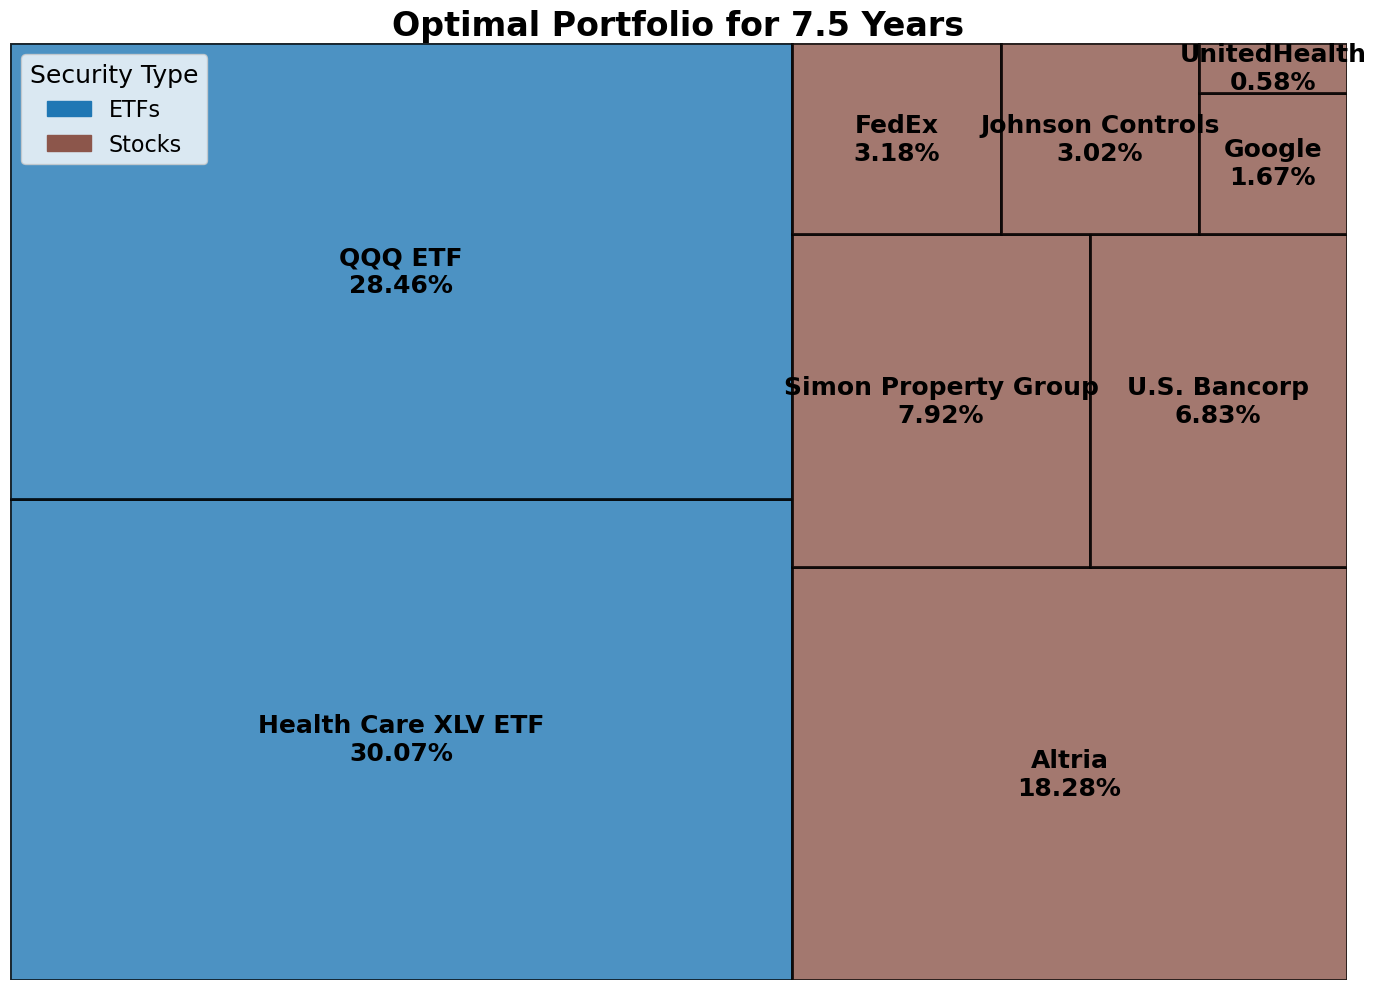 Optimal Portfolio for 7.5 Years
Security Type
ETFs
Stocks
QQQ ETF
28.46%
Health Care XLV ETF
30.07%
FedEx
3.18%
Johnson Controls
3.02%
UnitedHealth
0.58%
Google
1.67%
Simon Property Group
7.92%
U.S. Bancorp
6.83%
Altria
18.28%